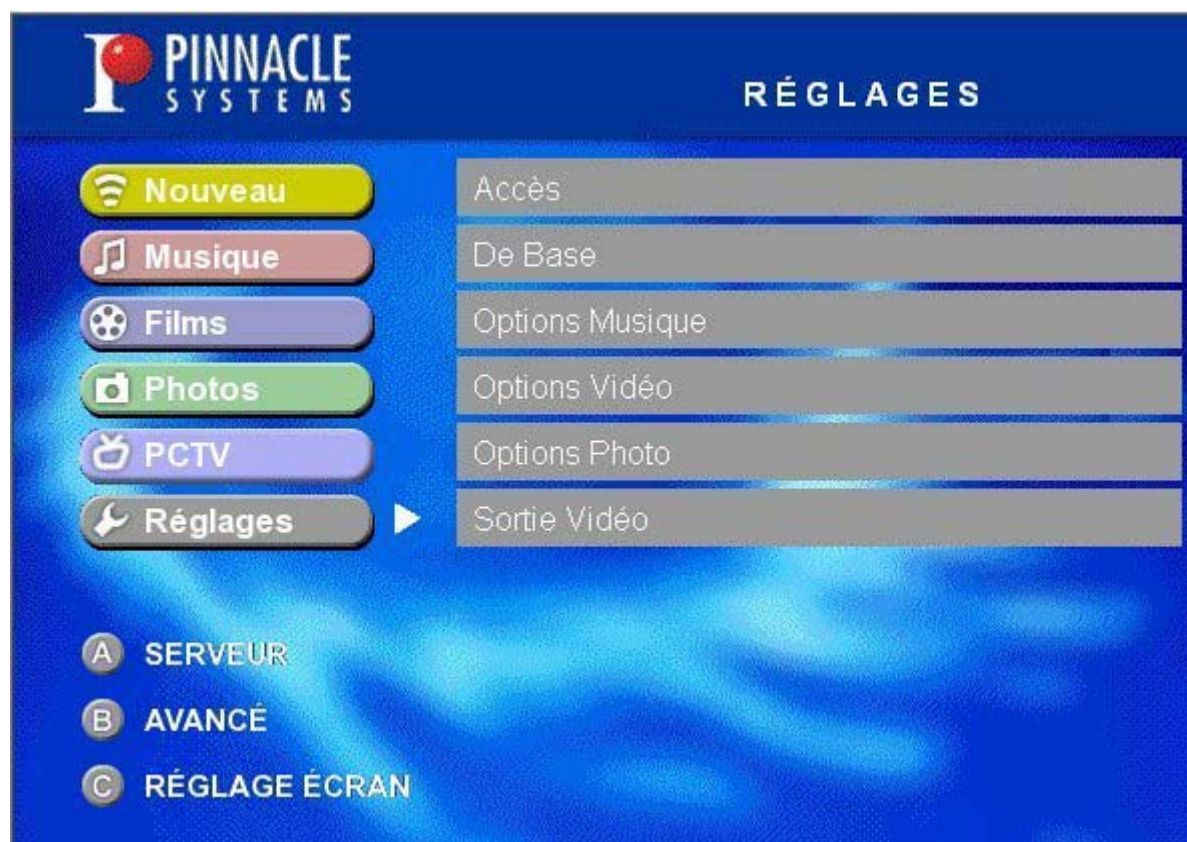 PINNACLE
SYSTEMS
RÉGLAGES
Nouveau
Musique
Films
Photos
PCTV
Réglages
Accès
De Base
Options Musique
Options Vidéo
Options Photo
Sortie Vidéo
A SERVEUR
B AVANCÉ
C RÉGLAGE ÉCRAN